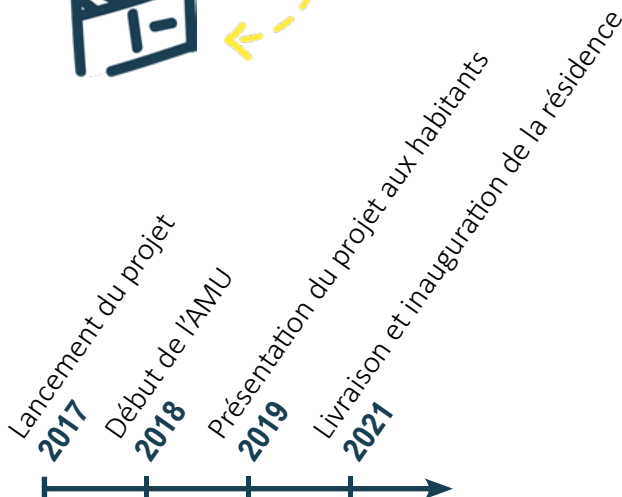 Lancement du projet
2017
Début de l'AMU
2018
Présentation du projet aux habitants
2019
Livraison et inauguration de la résidence
2021